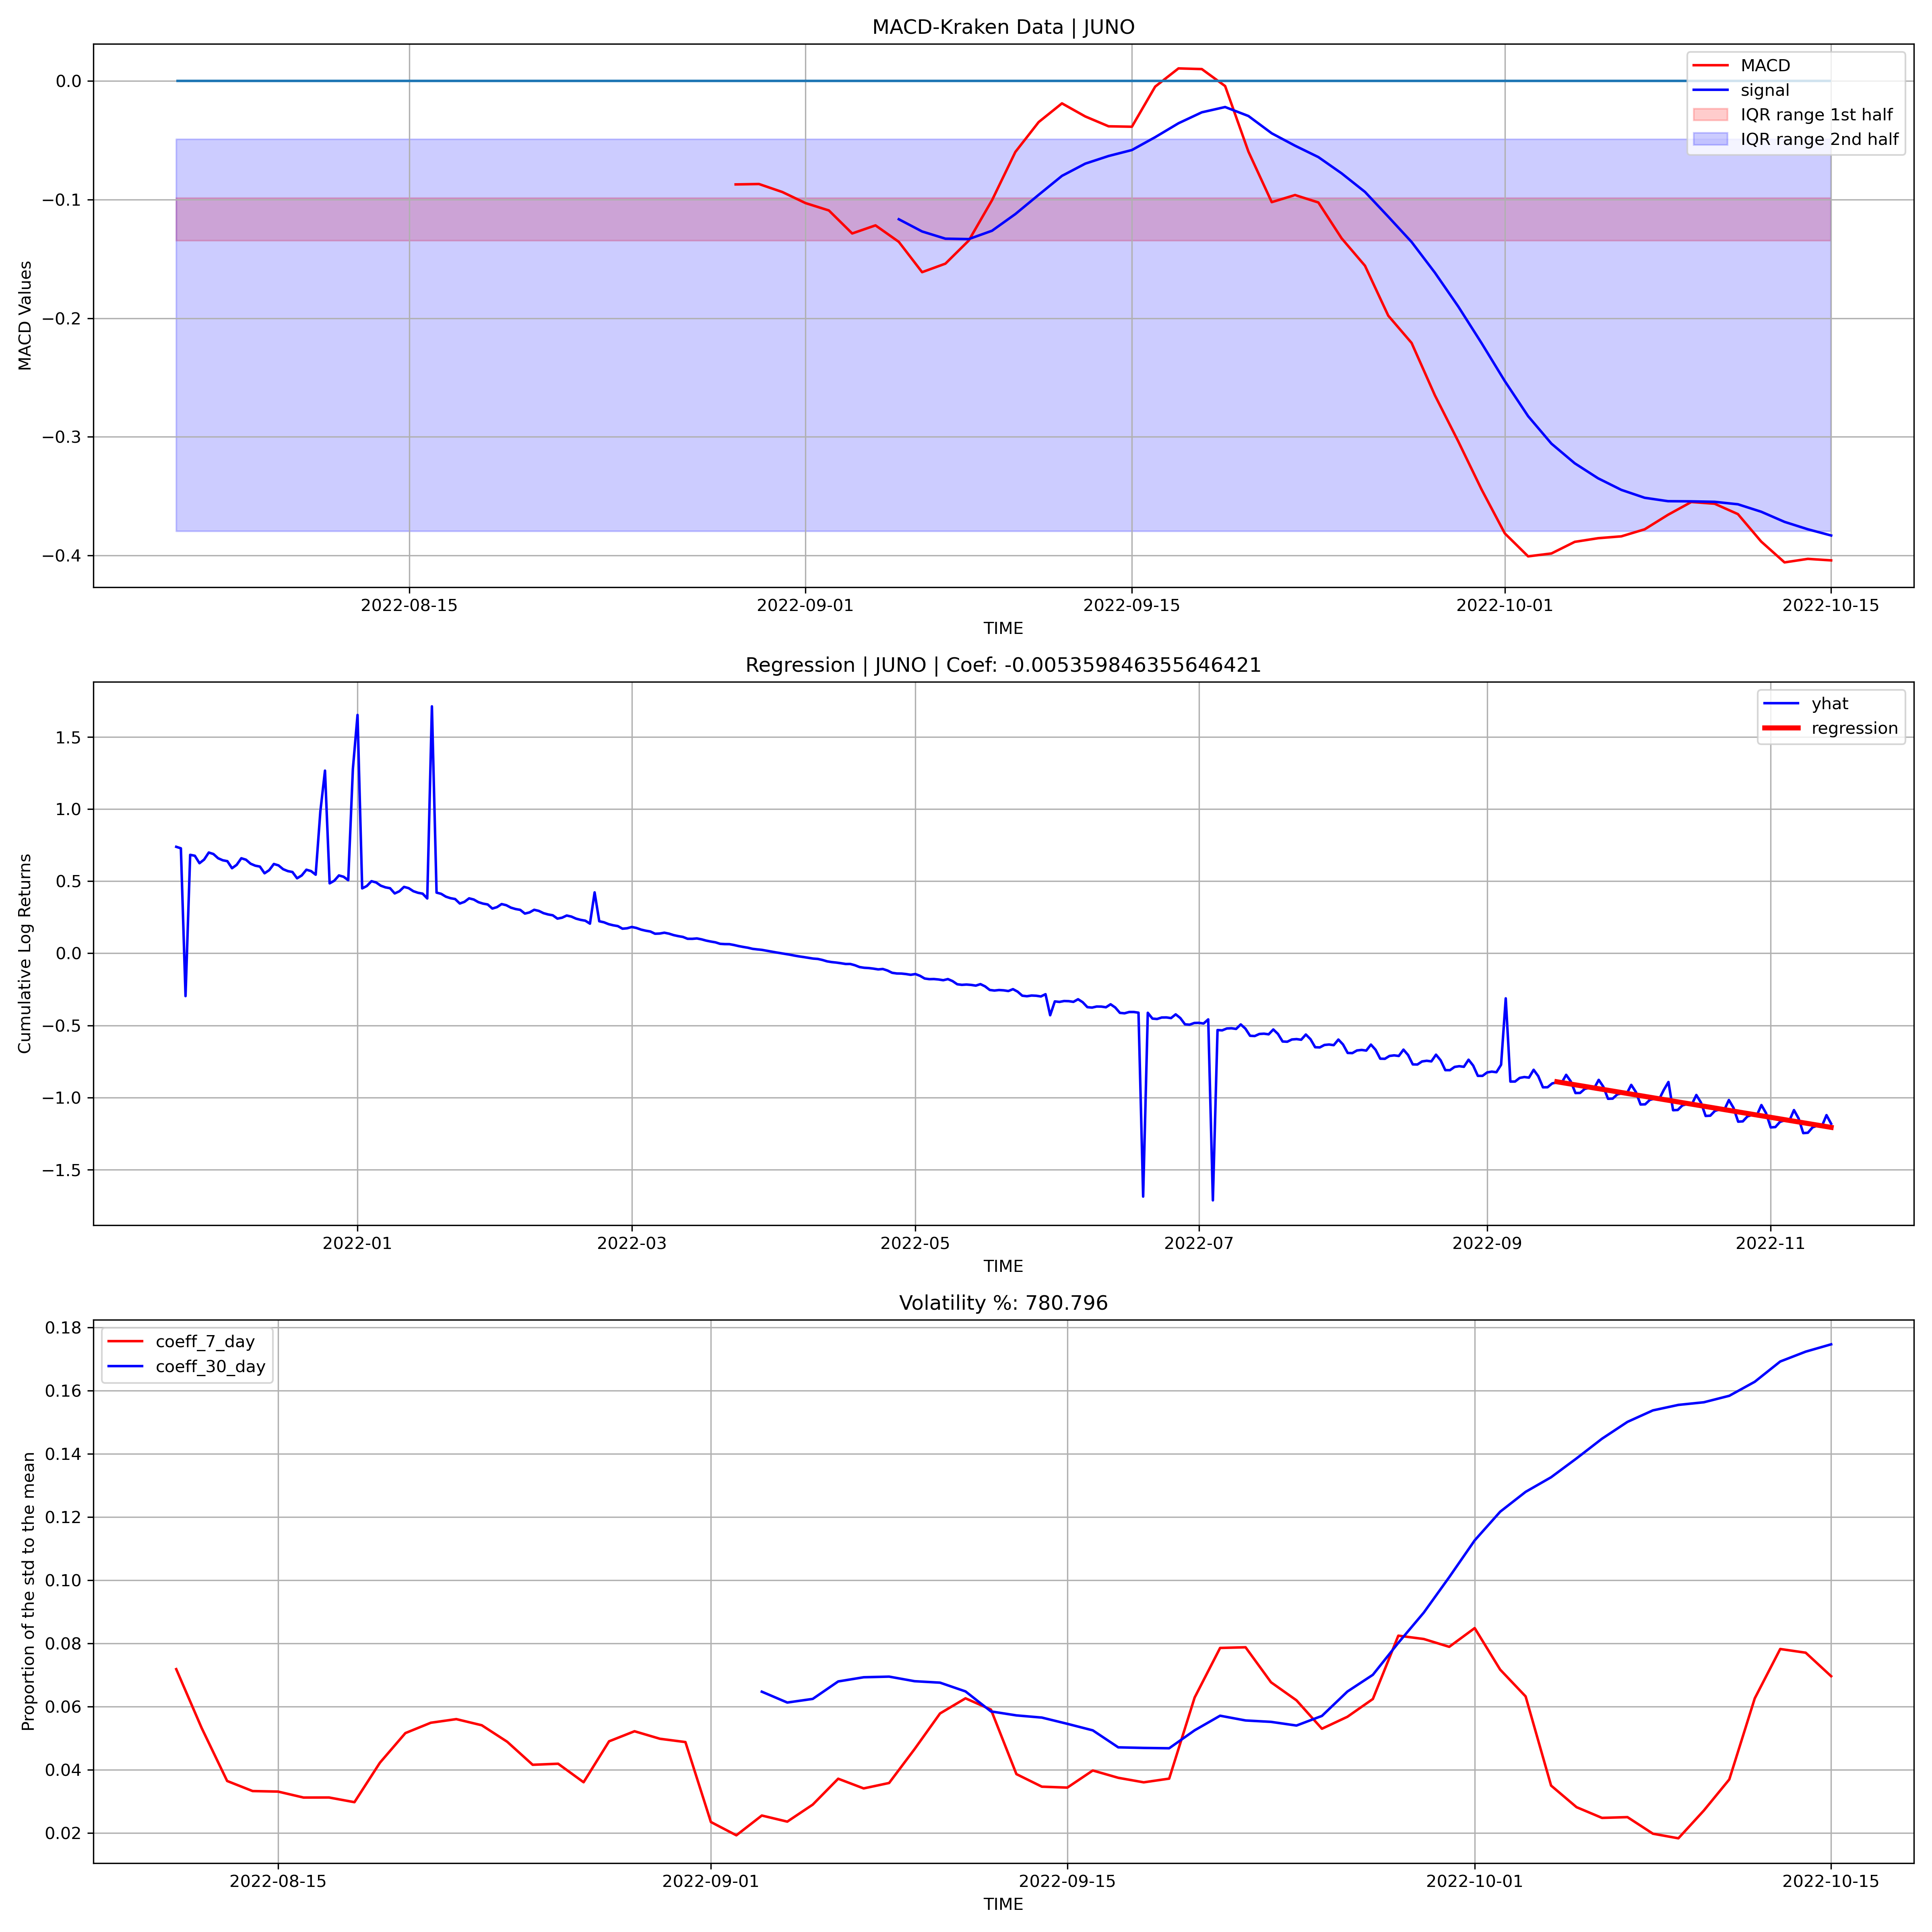 MACD-Kraken Data | JUNO
MACD Values
0.0
−0.1
−0.2
−0.3
−0.4
MACD
signal
IQR range 1st half
IQR range 2nd half
2022-08-15 2022-09-01 2022-09-15 2022-10-01 2022-10-15
TIME
Regression | JUNO | Coef: -0.005359846355646421
Cumulative Log Returns
1.5
1.0
0.5
0.0
−0.5
−1.0
−1.5
yhat
regression
2022-01 2022-03 2022-05 2022-07 2022-09 2022-11
TIME
Volatility %: 780.796
Proportion of the std to the mean
0.18
0.16
0.14
0.12
0.10
0.08
0.06
0.04
0.02
coeff_7_day
coeff_30_day
2022-08-15 2022-09-01 2022-09-15 2022-10-01 2022-10-15
TIME